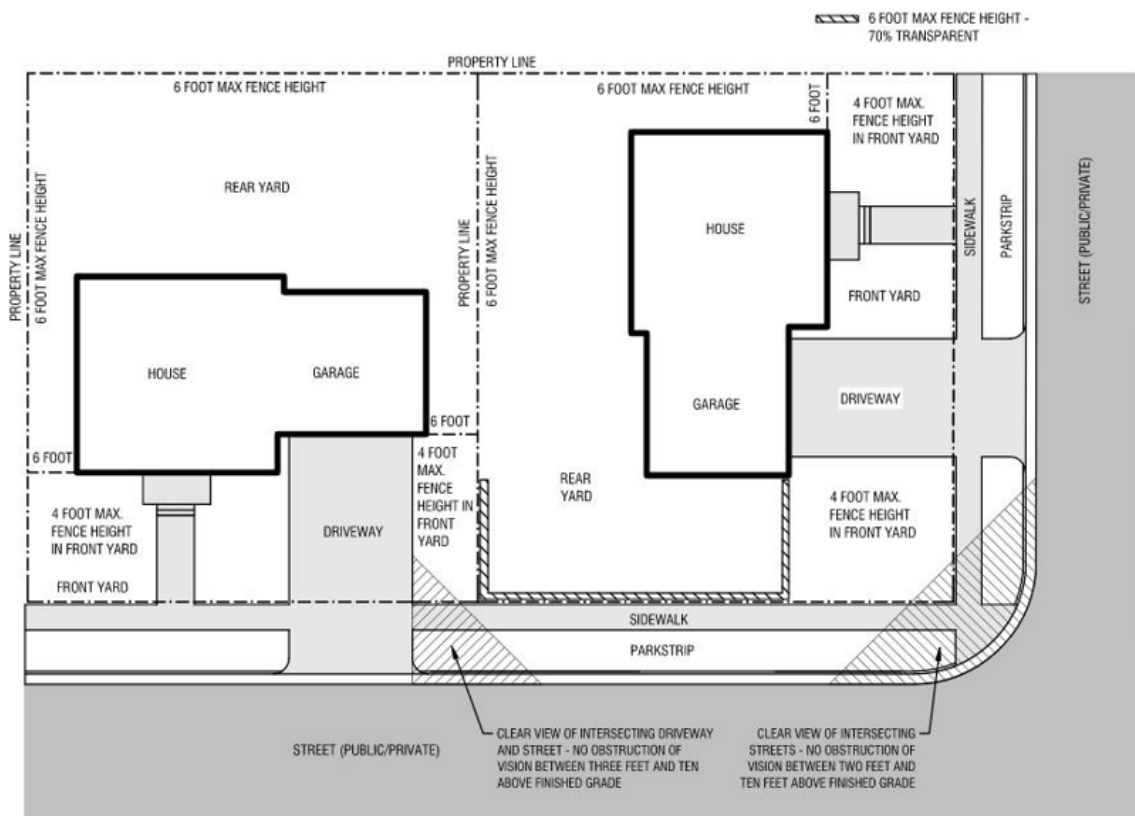 6 FOOT MAX FENCE HEIGHT -
70% TRANSPARENT
PROPERTY LINE
6 FOOT MAX FENCE HEIGHT
6 FOOT MAX FENCE HEIGHT
PROPERTY LINE
6 FOOT MAX FENCE HEIGHT
REAR YARD
PROPERTY LINE
6 FOOT MAX FENCE HEIGHT
6 FOOT
4 FOOT MAX.
FENCE HEIGHT
IN FRONT YARD
HOUSE
SIDEWALK
PARKSTRIP
STREET (PUBLIC/PRIVATE)
FRONT YARD
HOUSE
GARAGE
GARAGE
DRIVEWAY
6 FOOT
6 FOOT
4 FOOT
MAX.
FENCE
HEIGHT IN
FRONT
YARD
REAR
YARD
4 FOOT MAX.
FENCE HEIGHT
IN FRONT YARD
4 FOOT MAX.
FENCE HEIGHT
IN FRONT YARD
DRIVEWAY
FRONT YARD
SIDEWALK
PARKSTRIP
STREET (PUBLIC/PRIVATE)
CLEAR VIEW OF INTERSECTING DRIVEWAY
AND STREET - NO OBSTRUCTION OF
VISION BETWEEN THREE FEET AND TEN
ABOVE FINISHED GRADE
CLEAR VIEW OF INTERSECTING
STREETS - NO OBSTRUCTION OF
VISION BETWEEN TWO FEET AND
TEN FEET ABOVE FINISHED GRADE